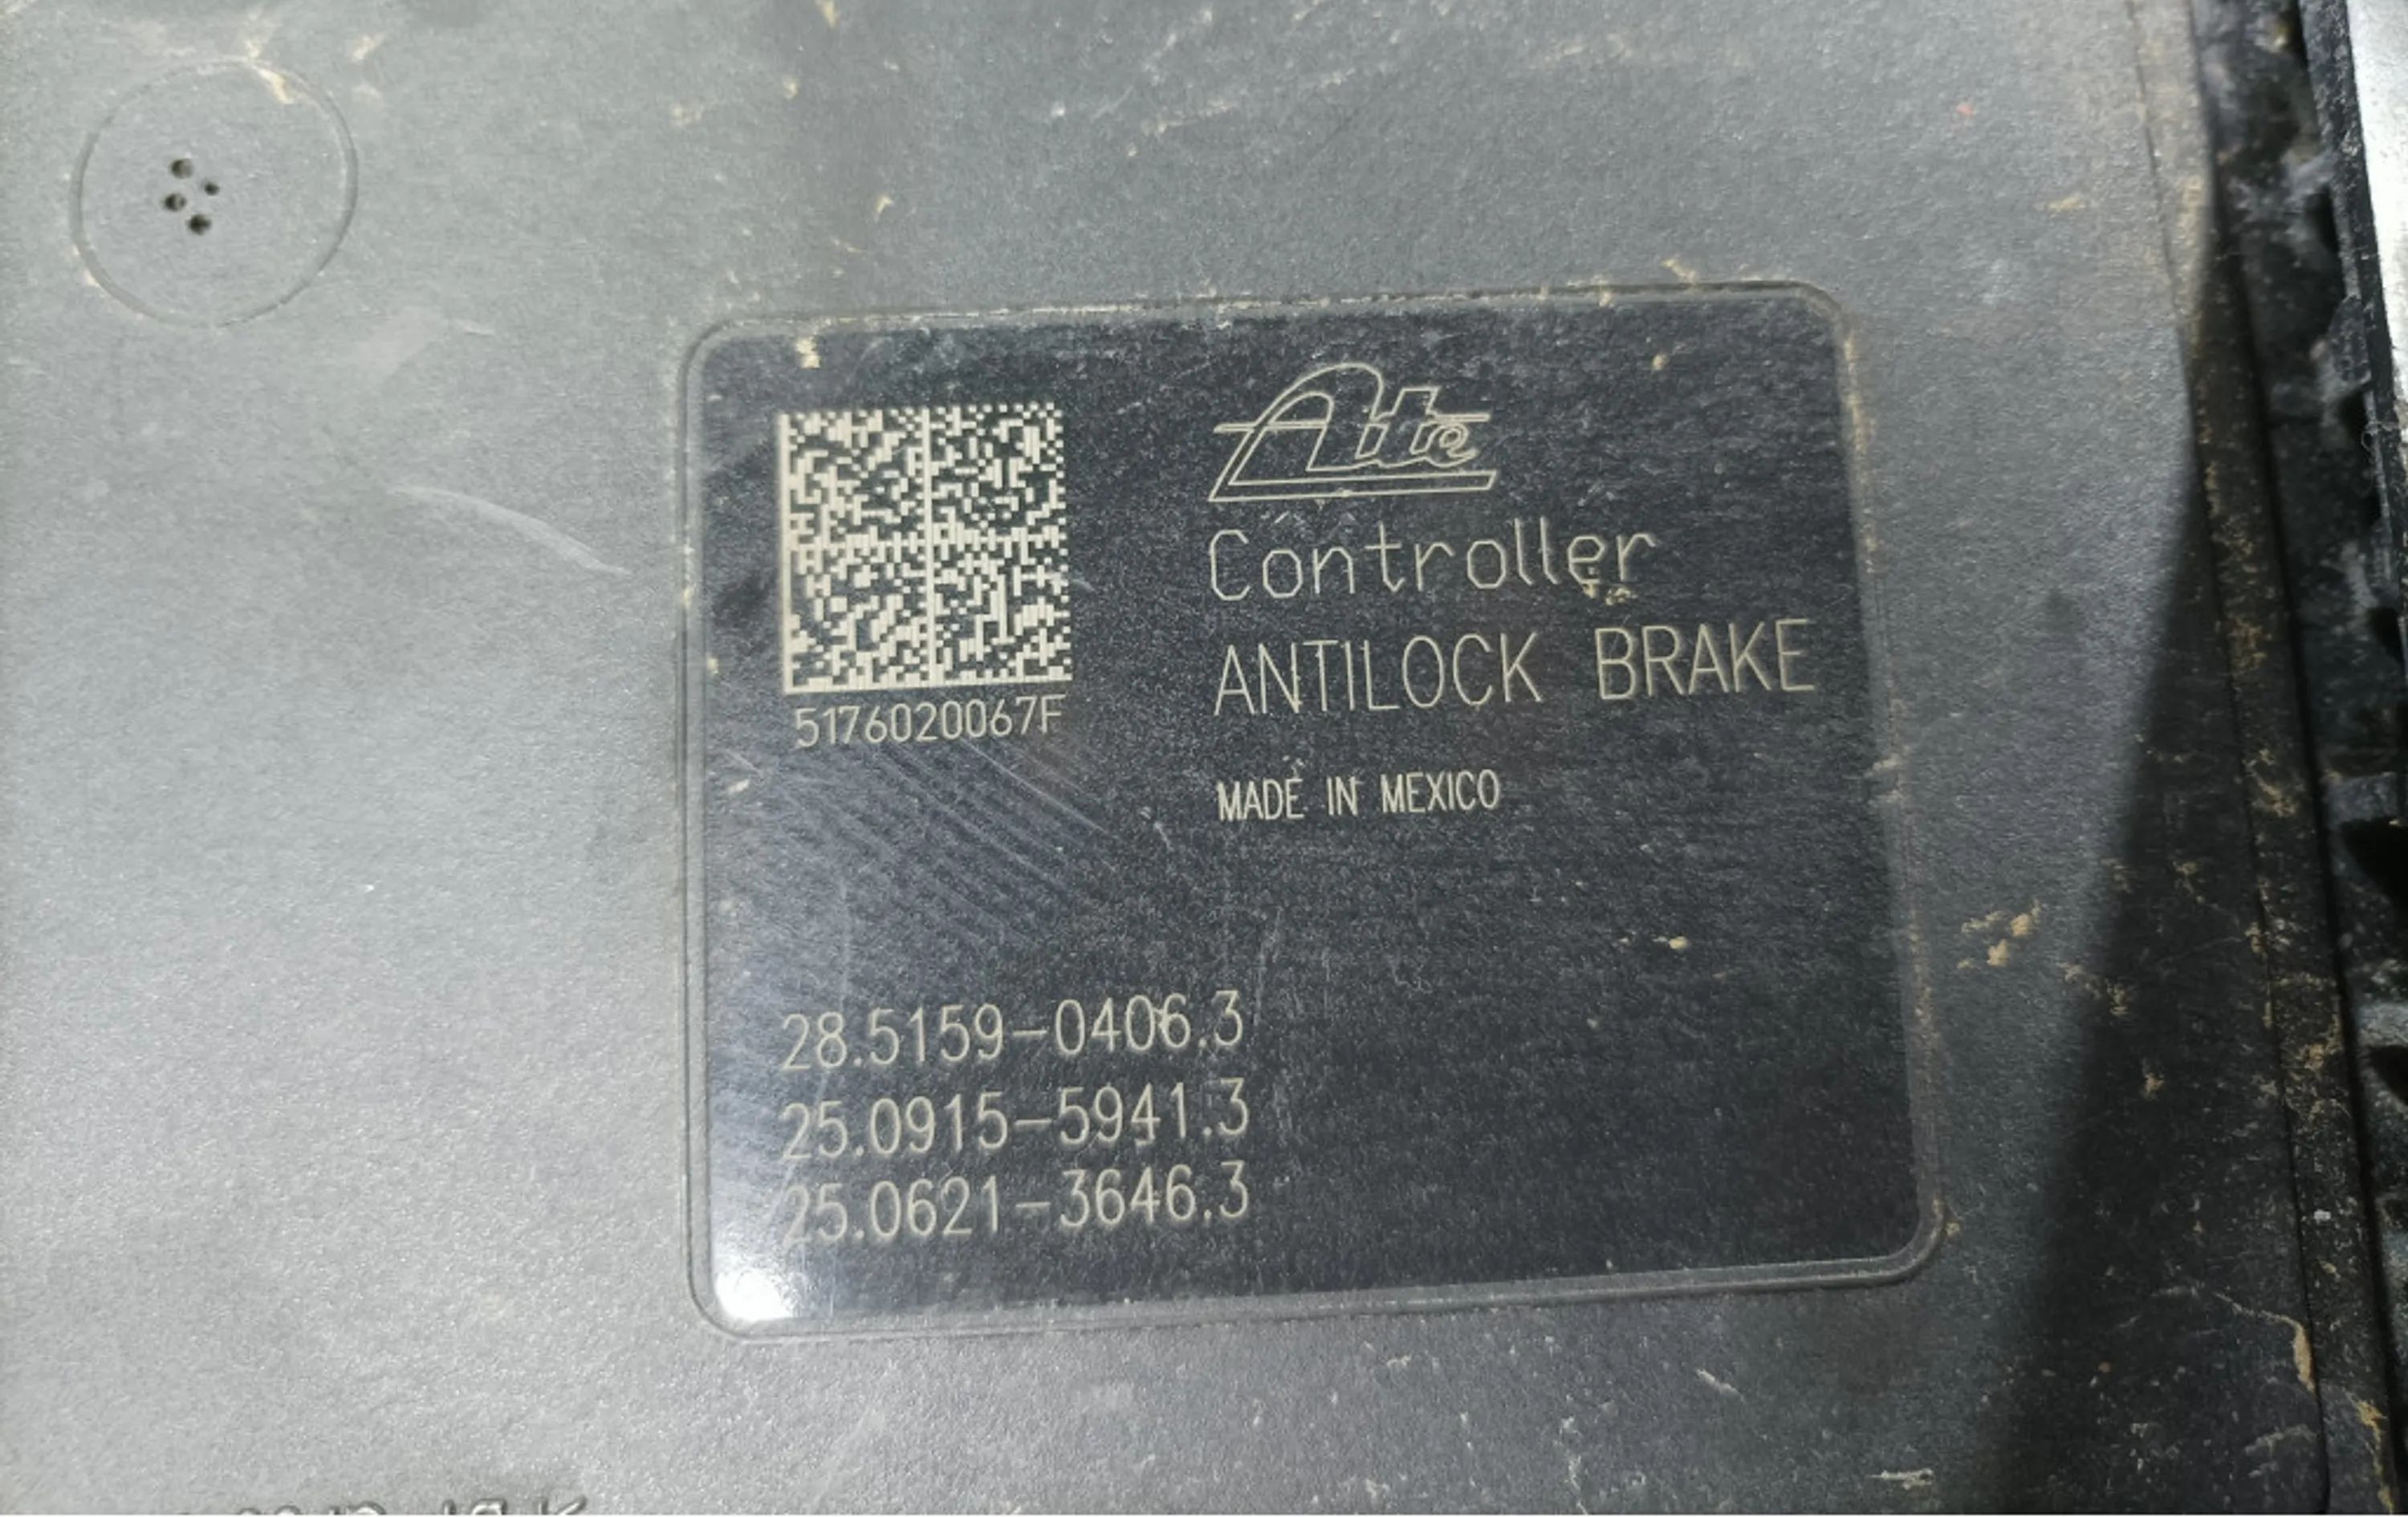 Ate
Controller
ANTILOCK BRAKE
5176020067F
MADE IN MEXICO
28.5159-0406.3
25.0915-5941.3
25.0621-3646.3